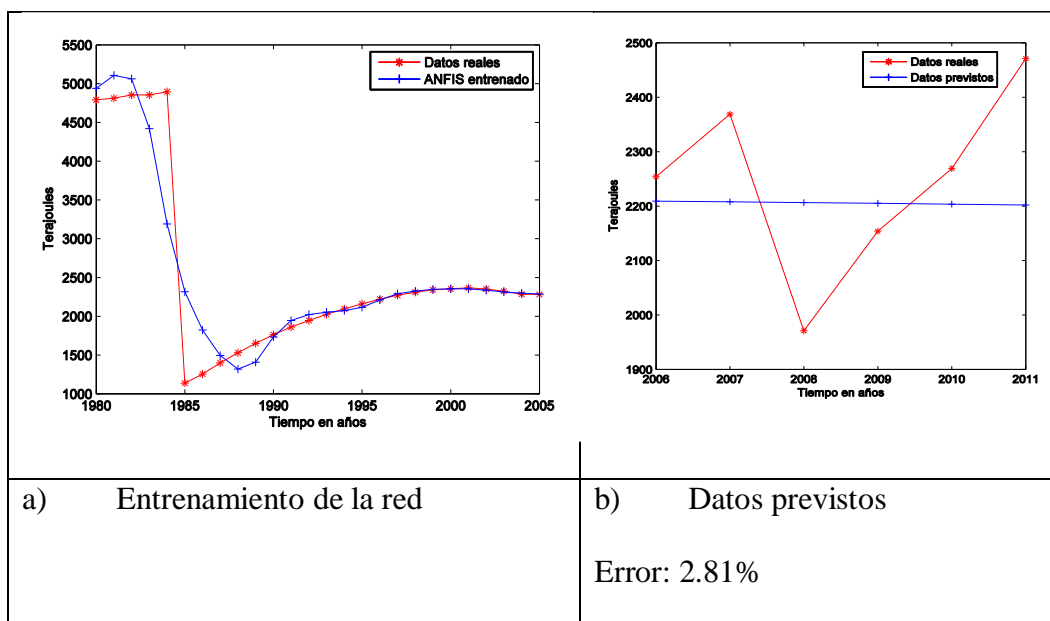 5500
5000
4500
4000
3500
3000
2500
2000
1500
1000
Terajoules
Datos reales
ANFIS entrenado
1980 1985 1990 1995 2000 2005
Tiempo en años
2500
2400
2300
2200
2100
2000
1900
Terajoules
Datos reales
Datos previstos
2006 2007 2008 2009 2010 2011
Tiempo en años
a) Entrenamiento de la red
b) Datos previstos
Error: 2.81%